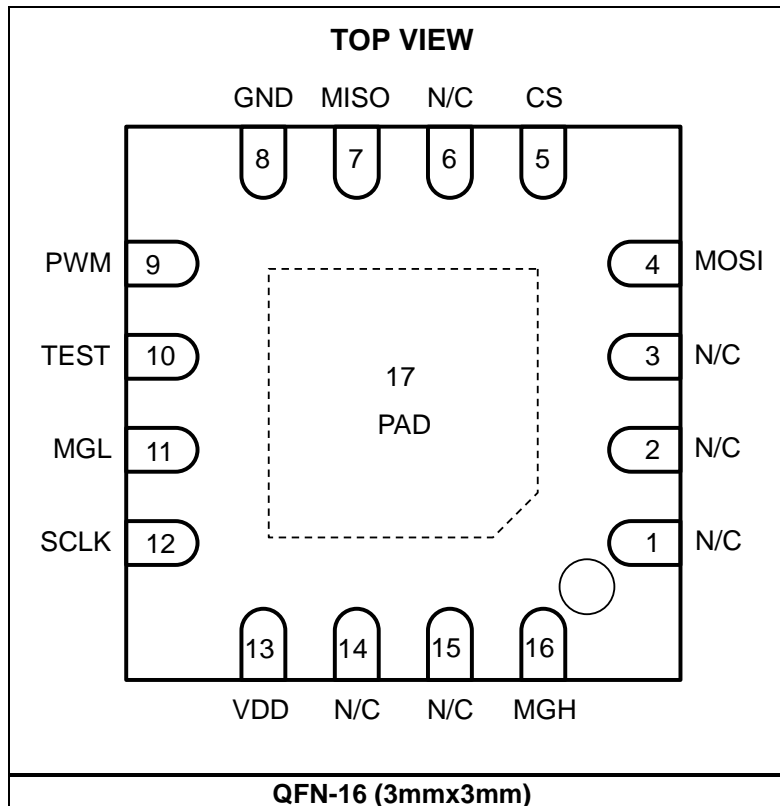 TOP VIEW
GND MISO N/C CS
8 7 6 5
PWM 9 4 MOSI
TEST 10 3 N/C
17
PAD
MGL 11 2 N/C
SCLK 12 1 N/C
13 14 15 16
VDD N/C N/C MGH
QFN-16 (3mmx3mm)